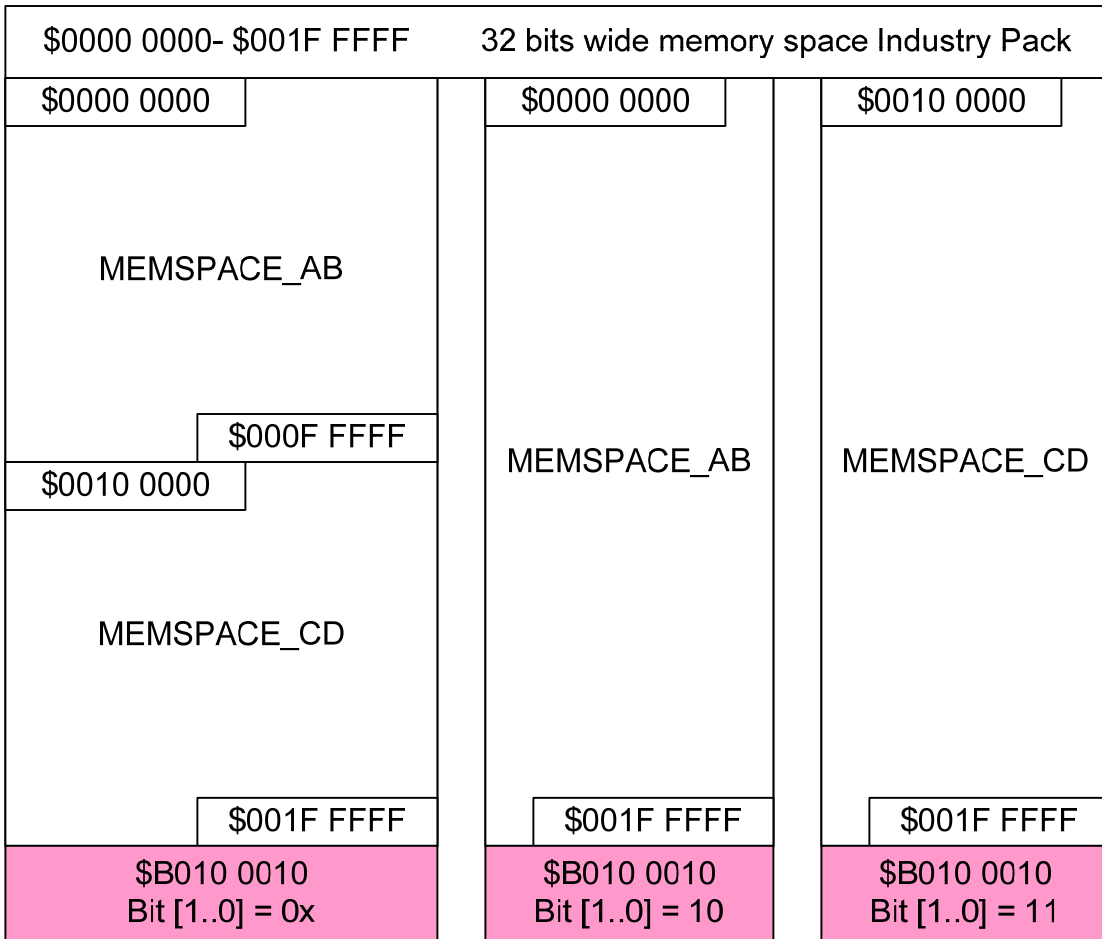 $0000 0000- $001F FFFF 32 bits wide memory space Industry Pack
$0000 0000
MEMSPACE_AB
$000F FFFF
$0010 0000
MEMSPACE_CD
$001F FFFF
$B010 0010
Bit [1..0] = 0x
$0000 0000
MEMSPACE_AB
$001F FFFF
$B010 0010
Bit [1..0] = 10
$0010 0000
MEMSPACE_CD
$001F FFFF
$B010 0010
Bit [1..0] = 11